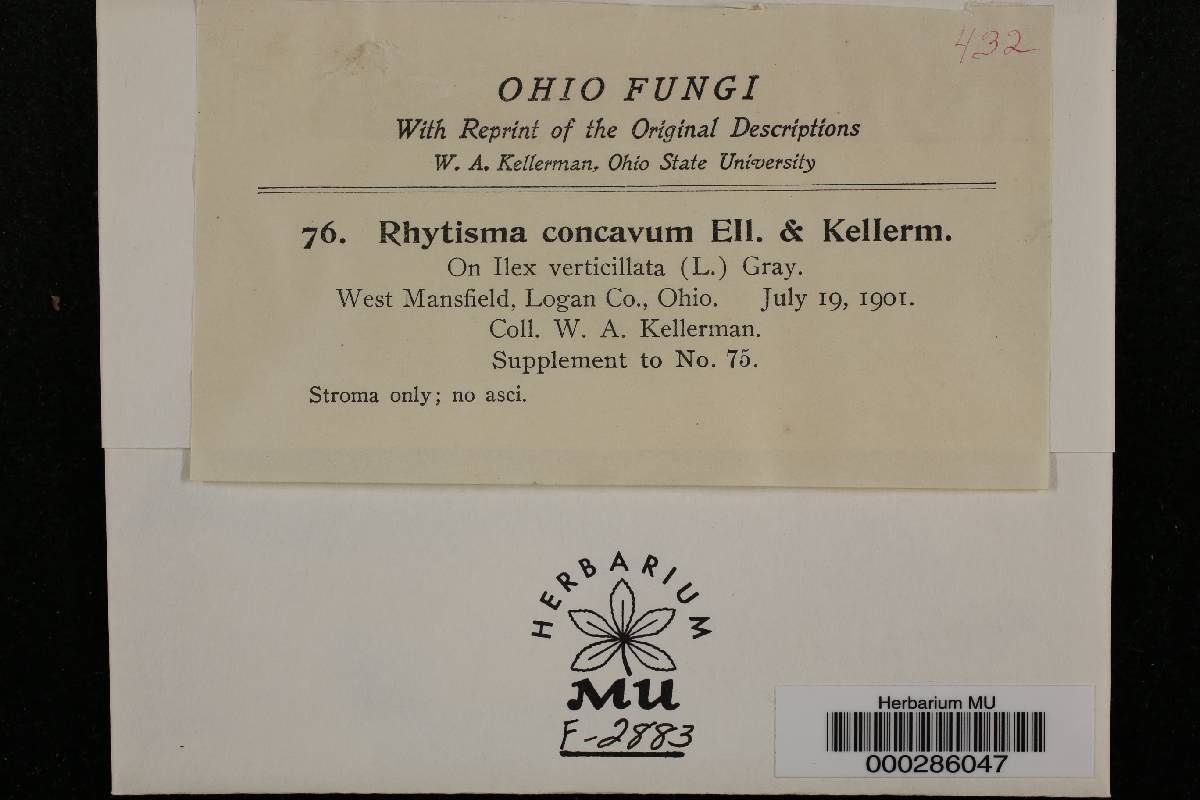 432
OHIO FUNGI
With Reprint of the Original Descriptions
W. A. Kellerman, Ohio State University
76. Rhytisma concavum Ell. & Kellerm.
On Ilex verticillata (L.) Gray.
West Mansfield, Logan Co., Ohio. July 19, 1901.
Coll. W. A. Kellerman.
Supplement to No. 75.
Stroma only; no asci.
HERBARIUM
MU
F-2883
Herbarium MU
000286047